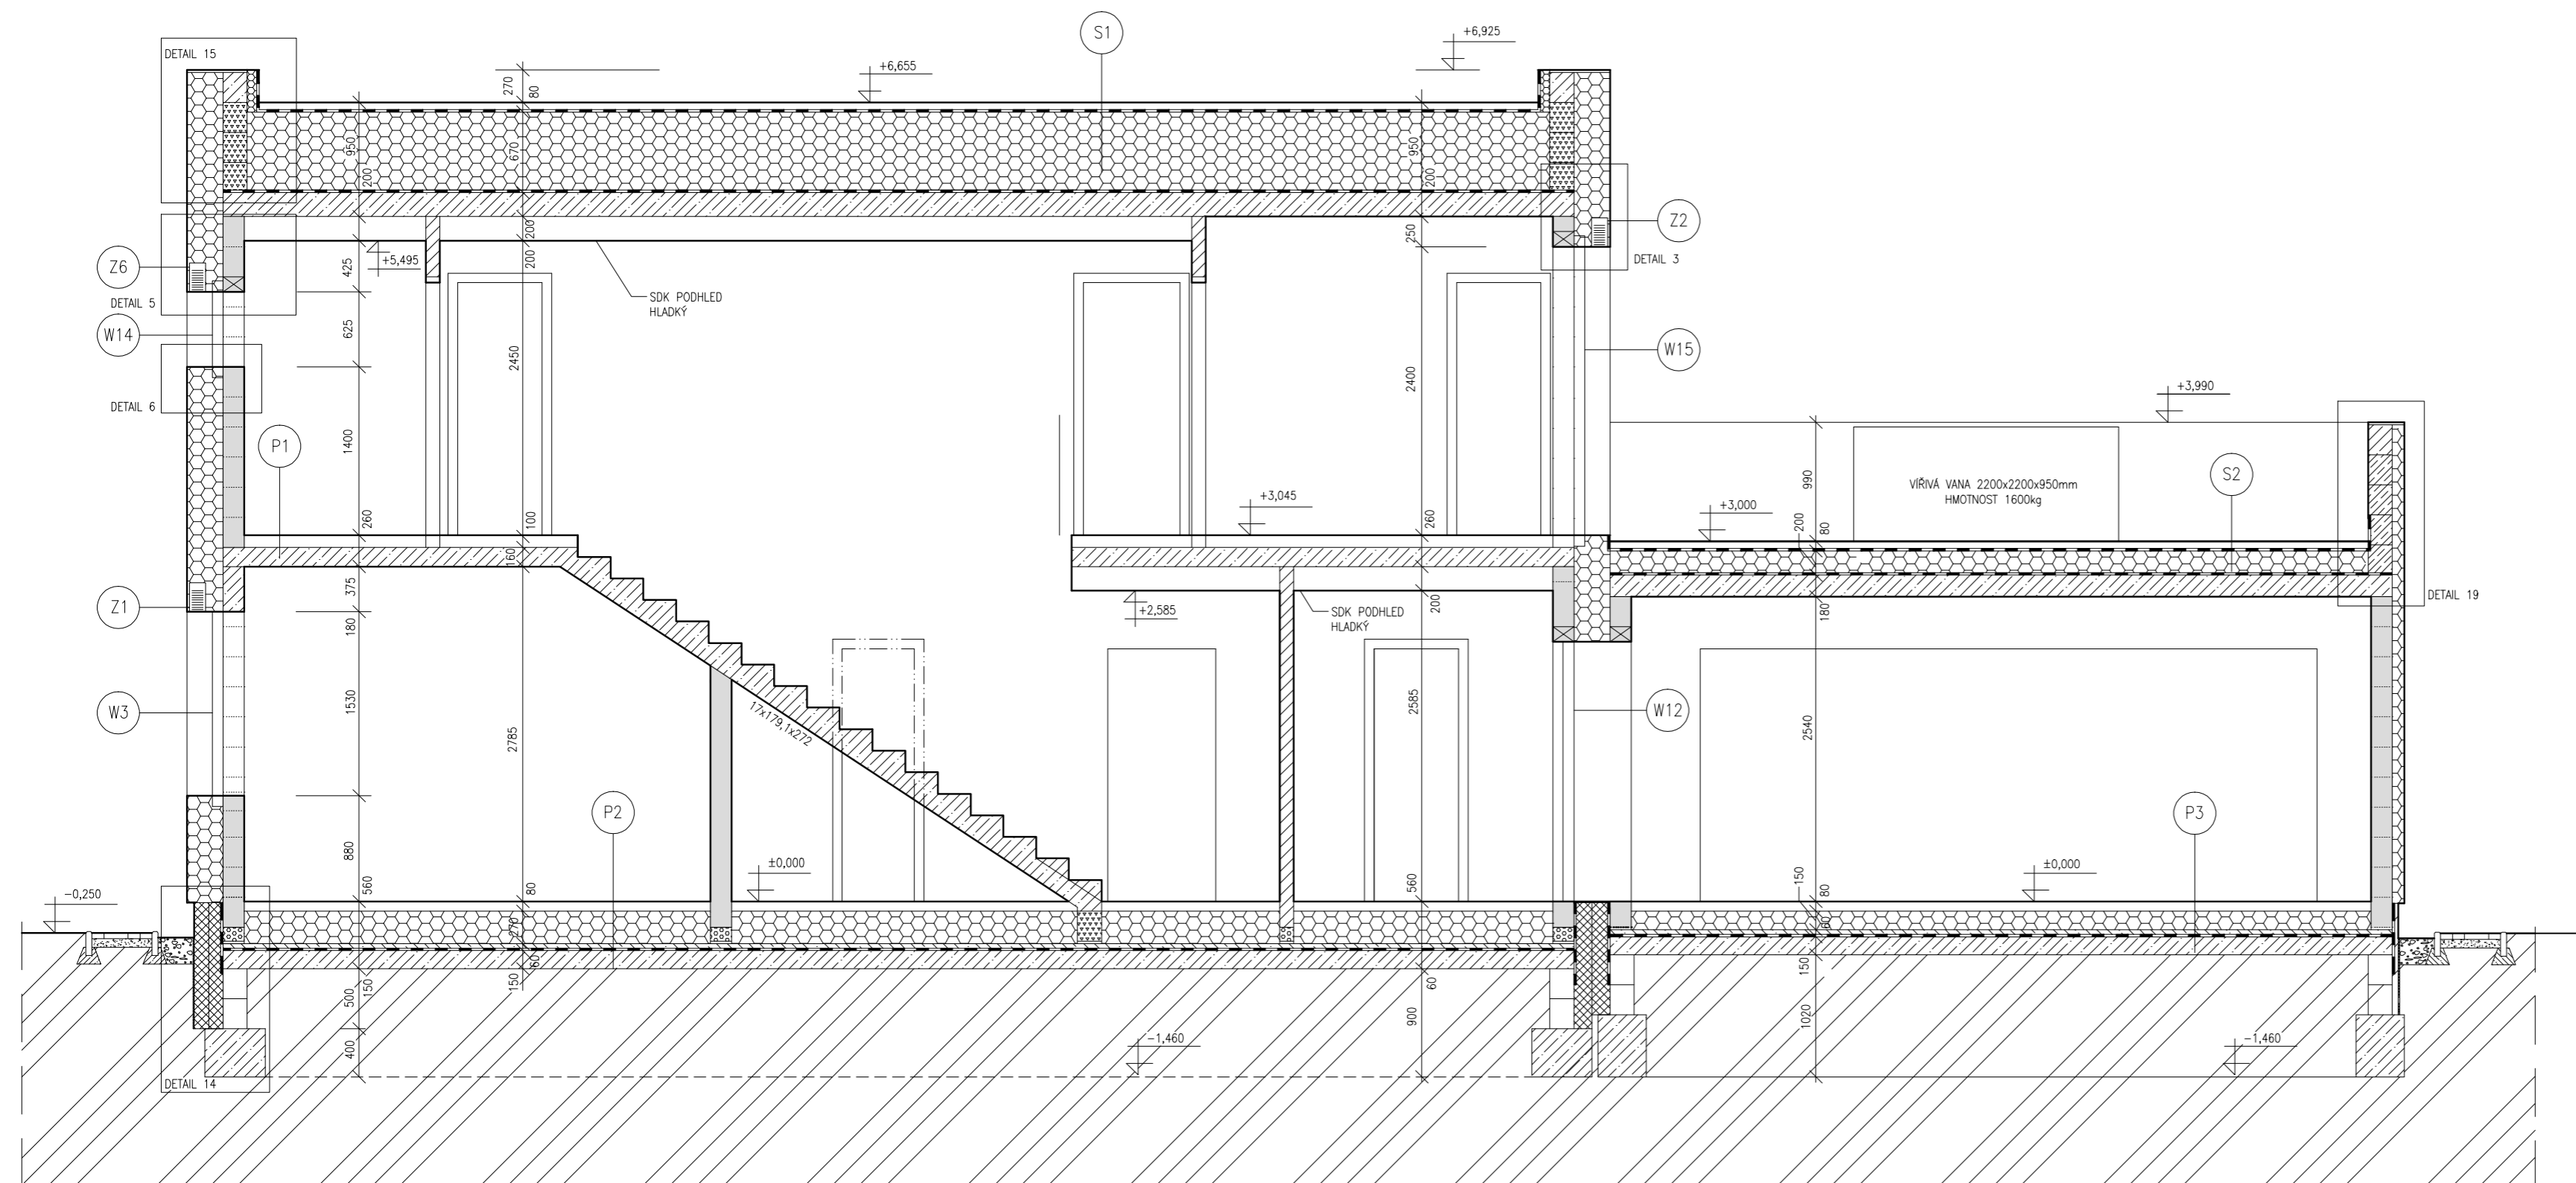 DETAIL 15
S1
+6,925
+6,655
270
80
950
670
950
200
200
Z2
200
250
Z6
+5,495
200
425
DETAIL 3
SDK PODHLED
HLADKÝ
DETAIL 5
W14
625
2450
W15
2400
+3,990
DETAIL 6
P1
1400
990
VÍŘIVÁ VANA 2200x2200x950mm
HMOTNOST 1600kg
S2
+3,045
+3,000
260
100
260
200
80
160
375
Z1
+2,585
SDK PODHLED
HLADKÝ
200
180
DETAIL 19
180
W3
1530
2785
17x179,1x272
2585
W12
2540
P2
P3
880
±0,000
±0,000
-0,250
560
80
560
150
80
270
60
60
150
150
500
150
60
900
1020
400
-1,460
-1,460
DETAIL 14